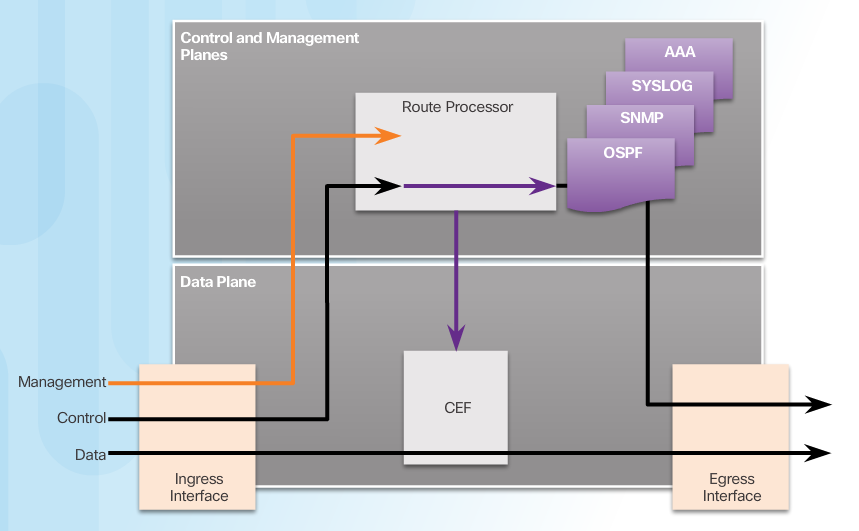 Control and Management
Planes
AAA
SYSLOG
SNMP
OSPF
Route Processor
Data Plane
Management
Control
Data
CEF
Ingress
Interface
Egress
Interface